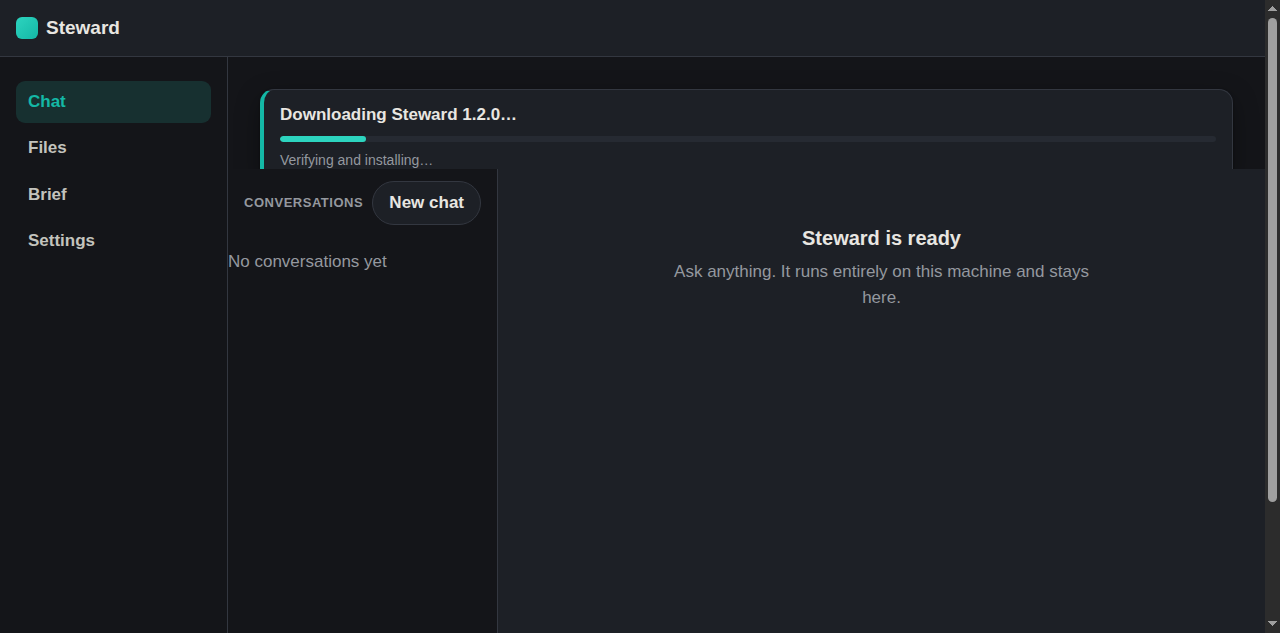 Steward
Chat
Files
Brief
Settings
Downloading Steward 1.2.0…
Verifying and installing…
CONVERSATIONS
New chat
No conversations yet
Steward is ready
Ask anything. It runs entirely on this machine and stays
here.